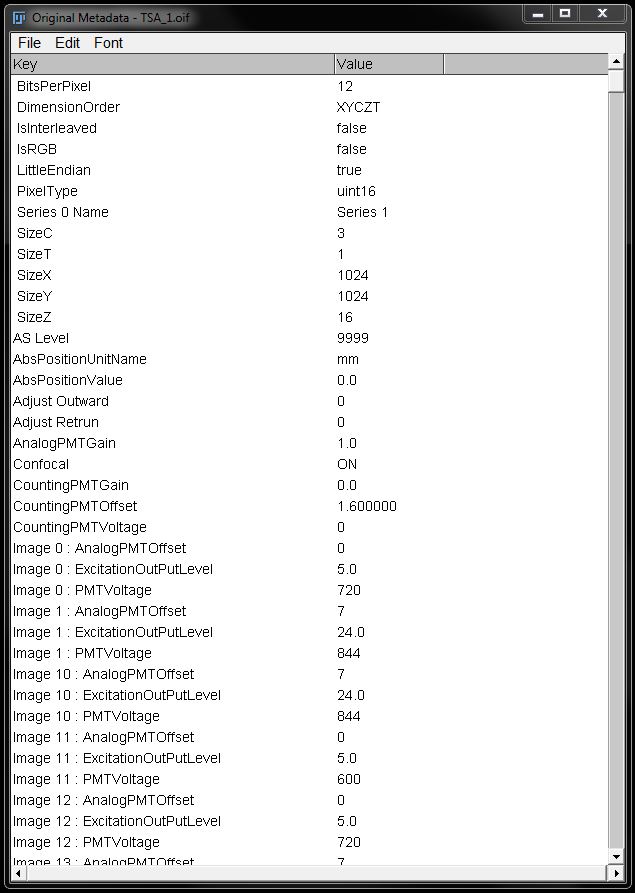 Original Metadata - TSA_1.oif
File Edit Font
Key Value
BitsPerPixel 12
DimensionOrder XYCZT
IsInterleaved false
IsRGB false
LittleEndian true
PixelType uint16
Series 0 Name Series 1
SizeC 3
SizeT 1
SizeX 1024
SizeY 1024
SizeZ 16
AS Level 9999
AbsPositionUnitName mm
AbsPositionValue 0.0
Adjust Outward 0
Adjust Retrun 0
AnalogPMTGain 1.0
Confocal ON
CountingPMTGain 0.0
CountingPMTOffset 1.600000
CountingPMTVoltage 0
Image 0 : AnalogPMTOffset 0
Image 0 : ExcitationOutPutLevel 5.0
Image 0 : PMTVoltage 720
Image 1 : AnalogPMTOffset 7
Image 1 : ExcitationOutPutLevel 24.0
Image 1 : PMTVoltage 844
Image 10 : AnalogPMTOffset 7
Image 10 : ExcitationOutPutLevel 24.0
Image 10 : PMTVoltage 844
Image 11 : AnalogPMTOffset 0
Image 11 : ExcitationOutPutLevel 5.0
Image 11 : PMTVoltage 600
Image 12 : AnalogPMTOffset 0
Image 12 : ExcitationOutPutLevel 5.0
Image 12 : PMTVoltage 720
Image 13 : AnalogPMTOffset 7